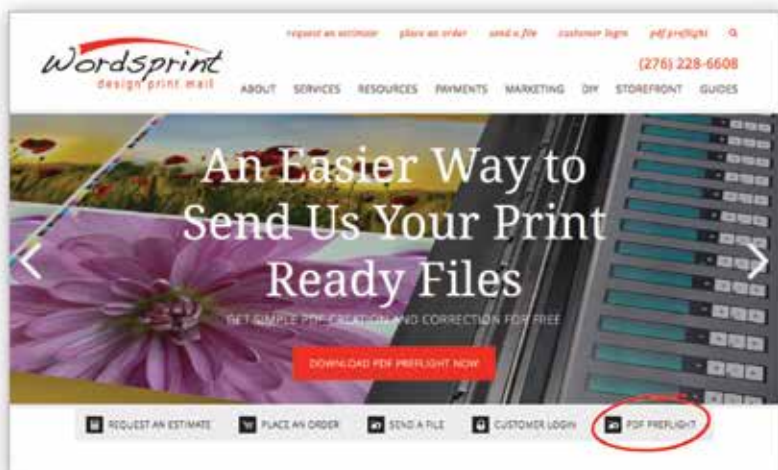 request an estimate place an order send a file customer login pdf preflight
Wordsprint
design print mail
(276) 228-6608
ABOUT SERVICES RESOURCES PAYMENTS MARKETING DIY STOREFRONT GUIDES
An Easier Way to
Send Us Your Print
Ready Files
GET SIMPLE PDF CREATION AND CORRECTION FOR FREE
DOWNLOAD PDF PREFLIGHT NOW
REQUEST AN ESTIMATE PLACE AN ORDER SEND A FILE CUSTOMER LOGIN PDF PREFLIGHT